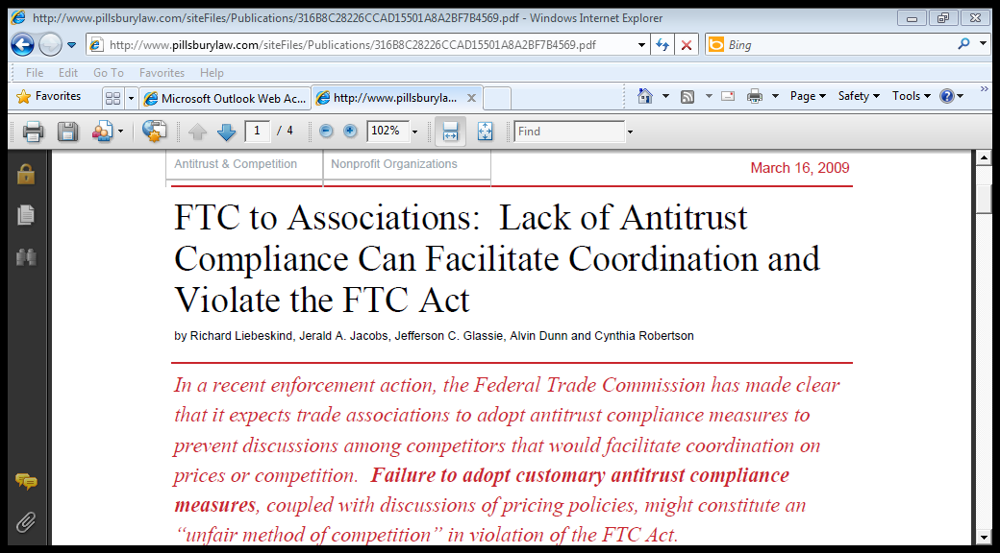 http://www.pillsburylaw.com/siteFiles/Publications/316B8C28226CCAD15501A8A2BF7B4569.pdf - Windows Internet Explorer
http://www.pillsburylaw.com/siteFiles/Publications/316B8C28226CCAD15501A8A2BF7B4569.pdf Bing
File Edit Go To Favorites Help
Favorites Microsoft Outlook Web Ac... http://www.pillsburyla... Page Safety Tools
1 / 4 102% Find
Antitrust & Competition Nonprofit Organizations March 16, 2009
FTC to Associations: Lack of Antitrust
Compliance Can Facilitate Coordination and
Violate the FTC Act
by Richard Liebeskind, Jerald A. Jacobs, Jefferson C. Glassie, Alvin Dunn and Cynthia Robertson
In a recent enforcement action, the Federal Trade Commission has made clear
that it expects trade associations to adopt antitrust compliance measures to
prevent discussions among competitors that would facilitate coordination on
prices or competition. Failure to adopt customary antitrust compliance
measures, coupled with discussions of pricing policies, might constitute an
“unfair method of competition” in violation of the FTC Act.